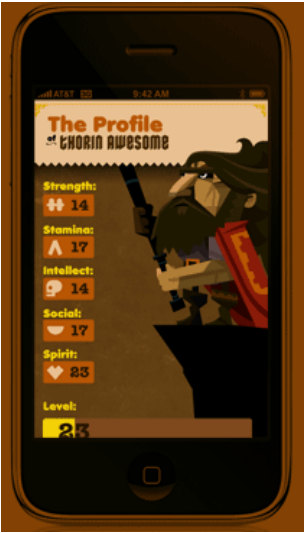 AT&T 3G 9:42 AM
The Profile
of THORIN AWESOME
Strength:
14
Stamina:
17
Intellect:
14
Social:
17
Spirit:
23
Level:
23